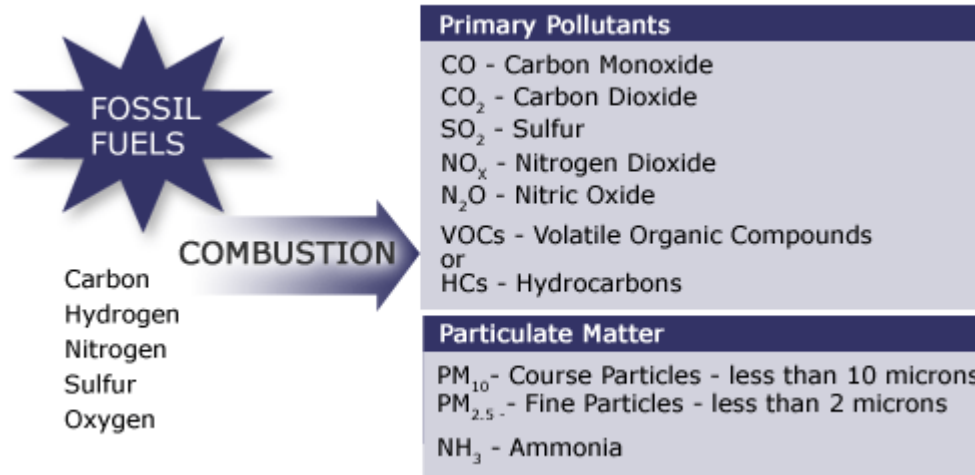 FOSSIL
FUELS
COMBUSTION
Carbon
Hydrogen
Nitrogen
Sulfur
Oxygen
Primary Pollutants
CO - Carbon Monoxide
CO₂ - Carbon Dioxide
SO₂ - Sulfur
NOₓ - Nitrogen Dioxide
N₂O - Nitric Oxide
VOCs - Volatile Organic Compounds
or
HCs - Hydrocarbons
Particulate Matter
PM₁₀- Course Particles - less than 10 microns
PM₂.₅ - Fine Particles - less than 2 microns
NH₃ - Ammonia